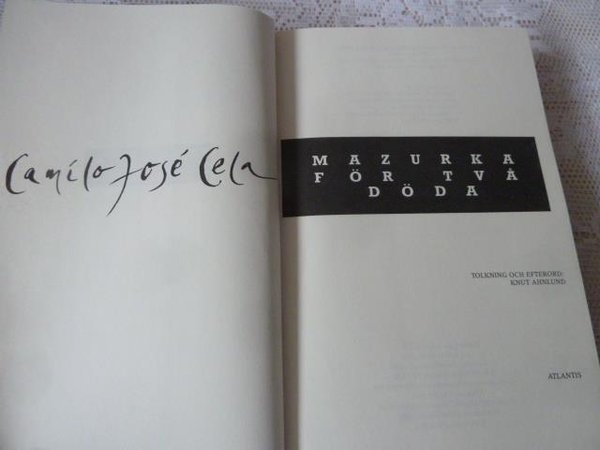 Camilo José Cela
MAZURKA
FÖR TVÅ
DÖDA
TOLKNING OCH EFTERORD:
KNUT AHNLUND
ATLANTIS